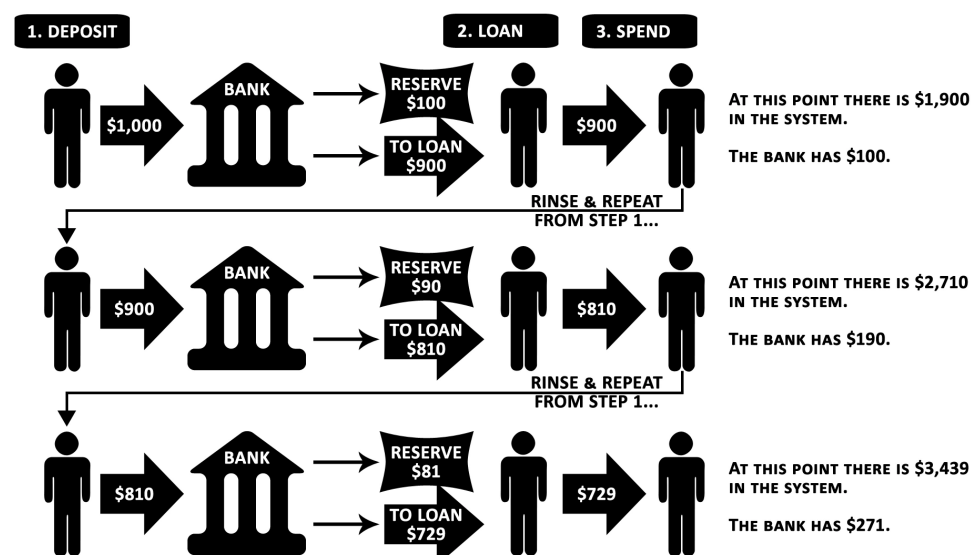 1. DEPOSIT
2. LOAN
3. SPEND
$1,000
BANK
RESERVE
$100
TO LOAN
$900
$900
AT THIS POINT THERE IS $1,900
IN THE SYSTEM.
THE BANK HAS $100.
RINSE & REPEAT
FROM STEP 1...
$900
BANK
RESERVE
$90
TO LOAN
$810
$810
AT THIS POINT THERE IS $2,710
IN THE SYSTEM.
THE BANK HAS $190.
RINSE & REPEAT
FROM STEP 1...
$810
BANK
RESERVE
$81
TO LOAN
$729
$729
AT THIS POINT THERE IS $3,439
IN THE SYSTEM.
THE BANK HAS $271.